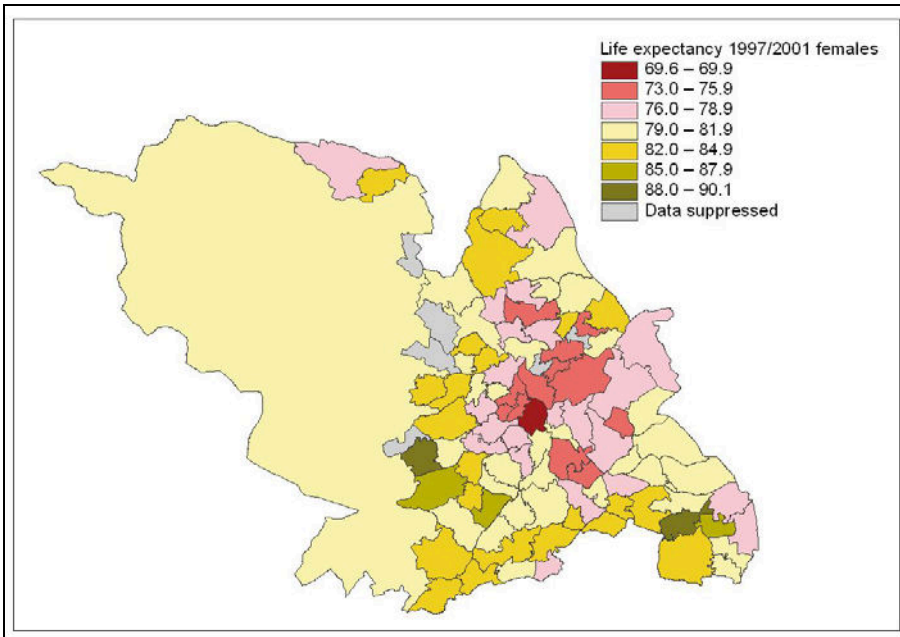 Life expectancy 1997/2001 females
69.6 – 69.9
73.0 – 75.9
76.0 – 78.9
79.0 – 81.9
82.0 – 84.9
85.0 – 87.9
88.0 – 90.1
Data suppressed